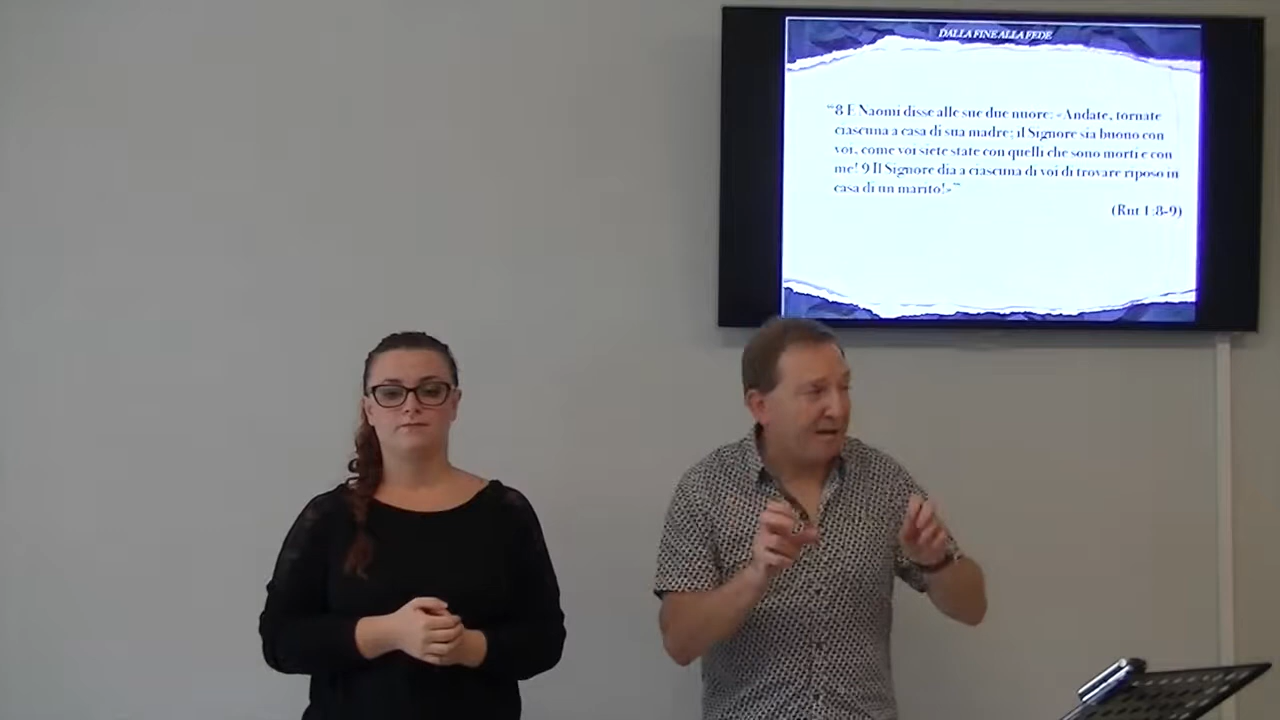 DALLA FINE ALLA FEDE
“8 E Naomi disse alle sue due nuore: «Andate, tornate
ciascuna a casa di sua madre; il Signore sia buono con
voi, come voi siete state con quelli che sono morti e con
me! 9 Il Signore dia a ciascuna di voi di trovare riposo in
casa di un marito!»”
(Rut 1:8-9)